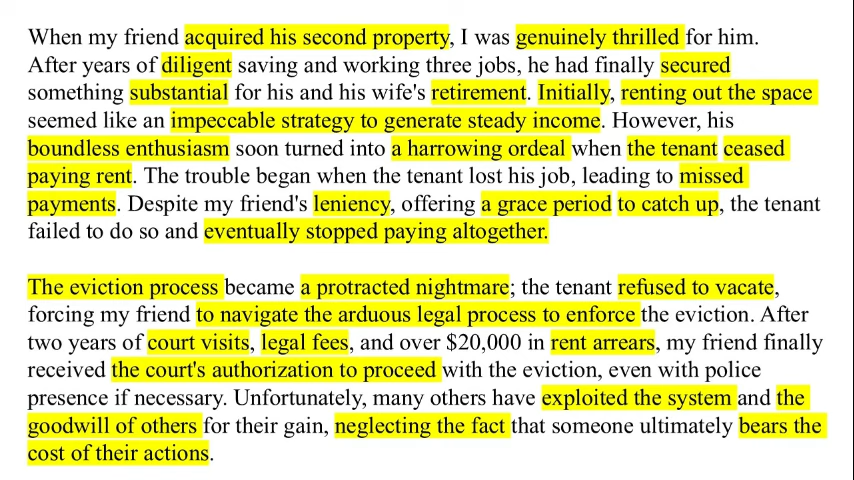 When my friend acquired his second property, I was genuinely thrilled for him.
After years of diligent saving and working three jobs, he had finally secured
something substantial for his and his wife's retirement. Initially, renting out the space
seemed like an impeccable strategy to generate steady income. However, his
boundless enthusiasm soon turned into a harrowing ordeal when the tenant ceased
paying rent. The trouble began when the tenant lost his job, leading to missed
payments. Despite my friend's leniency, offering a grace period to catch up, the tenant
failed to do so and eventually stopped paying altogether.
The eviction process became a protracted nightmare; the tenant refused to vacate,
forcing my friend to navigate the arduous legal process to enforce the eviction. After
two years of court visits, legal fees, and over $20,000 in rent arrears, my friend finally
received the court's authorization to proceed with the eviction, even with police
presence if necessary. Unfortunately, many others have exploited the system and the
goodwill of others for their gain, neglecting the fact that someone ultimately bears the
cost of their actions.